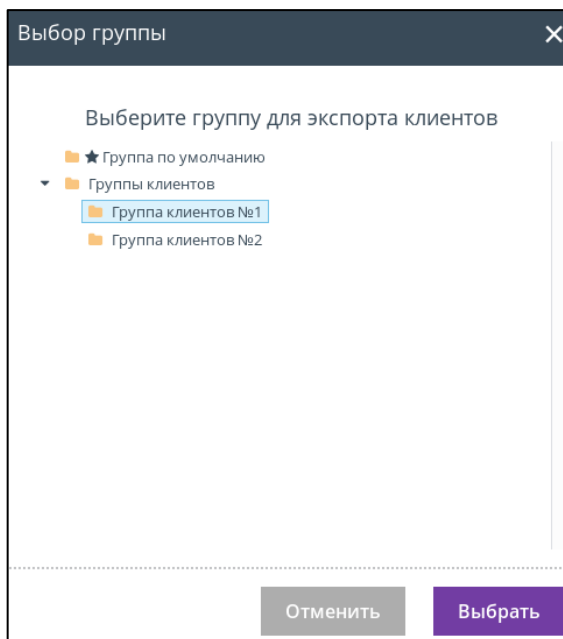 Выбор группы
Выберите группу для экспорта клиентов
Группа по умолчанию
Группы клиентов
Группа клиентов №1
Группа клиентов №2
Отменить
Выбрать